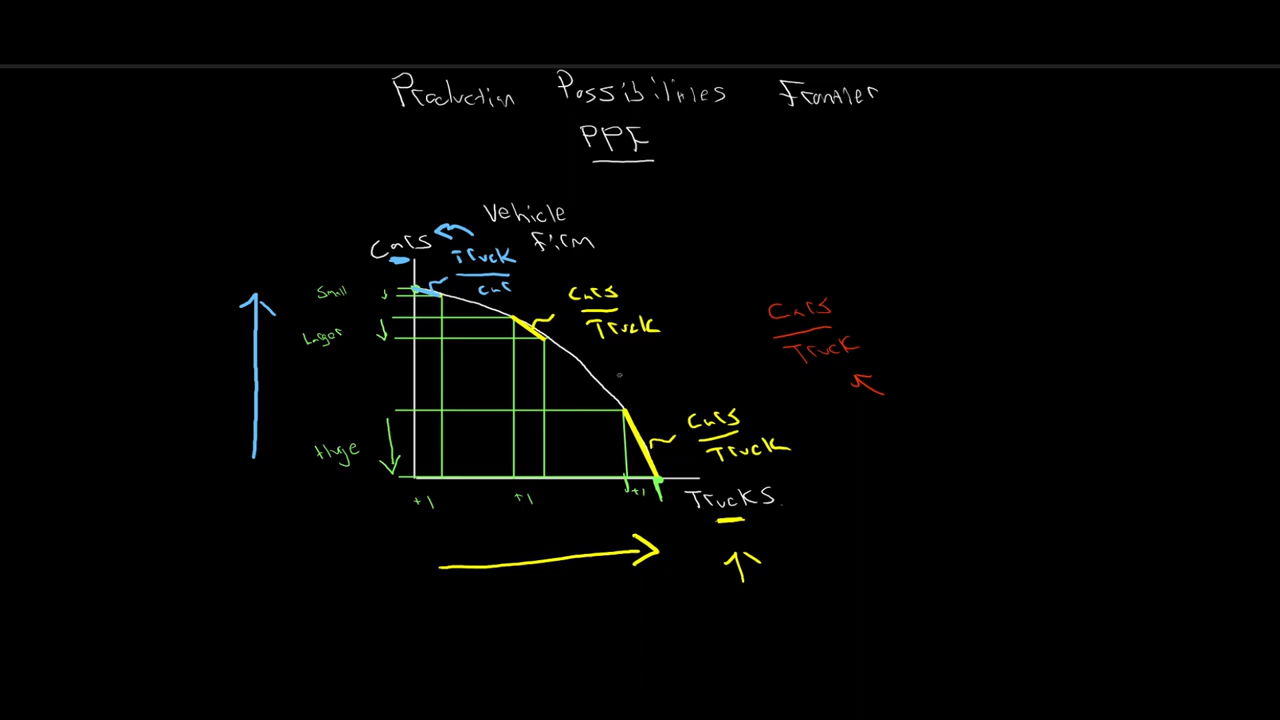 Production Possibilities Frontier
PPF
Vehicle
Firm
Cars
Truck
Car
Small
Cars
Truck
Larger
Cars
Truck
Cars
Truck
Huge
+1
+1
+1
Trucks